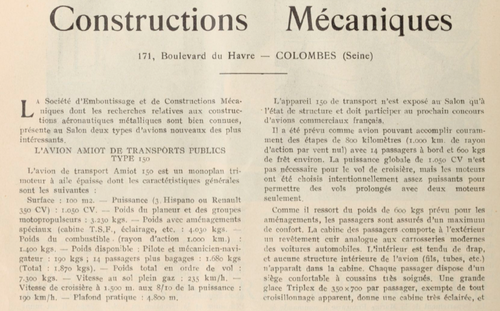 Constructions Mécaniques
171, Boulevard du Havre — COLOMBES (Seine)
LA Société d'Emboutissage et de Constructions Méca-
niques dont les recherches relatives aux construc-
tions aéronautiques métalliques sont bien connues,
présente au Salon deux types d'avions nouveaux des plus
intéressants.
L'AVION AMIOT DE TRANSPORTS PUBLICS
TYPE 150
L'avion de transport Amiot 150 est un monoplan tri-
moteur à aile épaisse dont les caractéristiques générales
sont les suivantes :
Surface : 100 m2. — Puissance (3 Hispano ou Renault
350 CV) : 1.050 CV. — Poids du planeur et des groupes
motopropulseurs : 3.230 kgs. — Poids avec aménagements
spéciaux (cabine T.S.F., éclairage, etc. : 4.030 kgs. —
Poids du combustible (rayon d'action 1.000 km.) :
1.400 kgs. — Poids disponible : Pilote et mécanicien-navi-
gateur : 190 kgs ; 14 passagers plus bagages : 1.680 kgs
(Total : 1.870 kgs). — Poids total en ordre de vol :
7.300 kgs. — Vitesse au sol plein gaz : 235 km/h. —
Vitesse de croisière à 1.500 m. aux 8/10 de la puissance :
190 km/h. — Plafond pratique : 4.800 m.
L'appareil 150 de transport n'est exposé au Salon qu'à
l'état de structure et doit participer au prochain concours
d'avions commerciaux français.
Il a été prévu comme avion pouvant accomplir couram-
ment des étapes de 800 kilomètres (1.000 km. de rayon
d'action par vent nul) avec 14 passagers à bord et 600 kgs
de frêt environ. La puissance globale de 1.050 CV n'est
pas nécessaire pour le vol de croisière, mais les moteurs
ont été choisis intentionnellement assez puissants pour
permettre des vols prolongés avec deux moteurs
seulement.
Comme il ressort du poids de 600 kgs prévu pour les
aménagements, les passagers sont assurés d'un maximum
de confort. La cabine des passagers comporte à l'extérieur
un revêtement cuir analogue aux carrosseries modernes
des voitures automobiles. L'intérieur est tendu de drap,
et aucune structure intérieure de l'avion (fils, tubes, etc.)
n'apparaît dans la cabine. Chaque passager dispose d'un
siège confortable à coussins très soignés. Une grande
glace Triplex de 350×700 par passager, exempte de tout
croisillonnage apparent, donne une cabine très éclairée, et